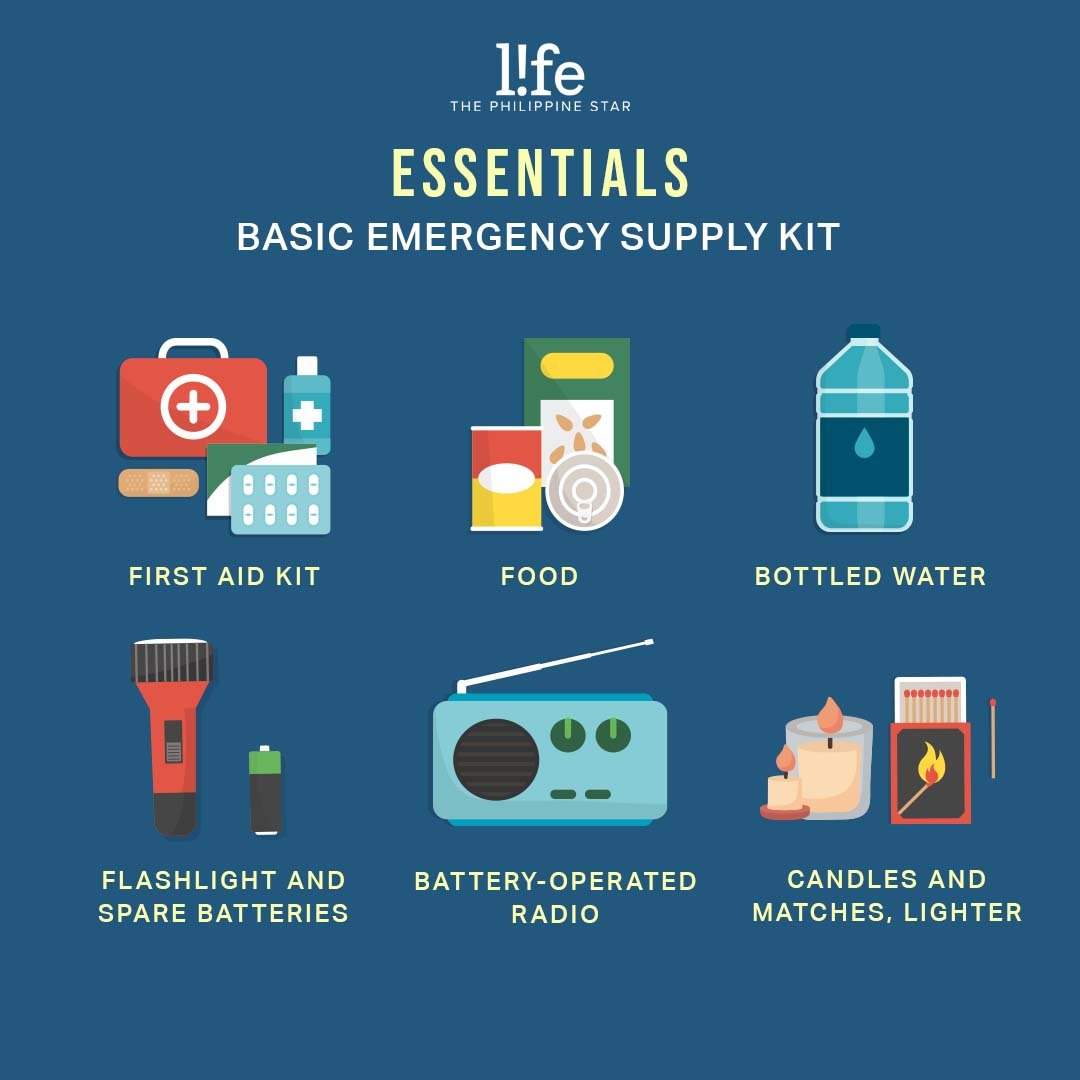 l!fe
THE PHILIPPINE STAR
ESSENTIALS
BASIC EMERGENCY SUPPLY KIT
FIRST AID KIT
FOOD
BOTTLED WATER
FLASHLIGHT AND
SPARE BATTERIES
BATTERY-OPERATED
RADIO
CANDLES AND
MATCHES, LIGHTER